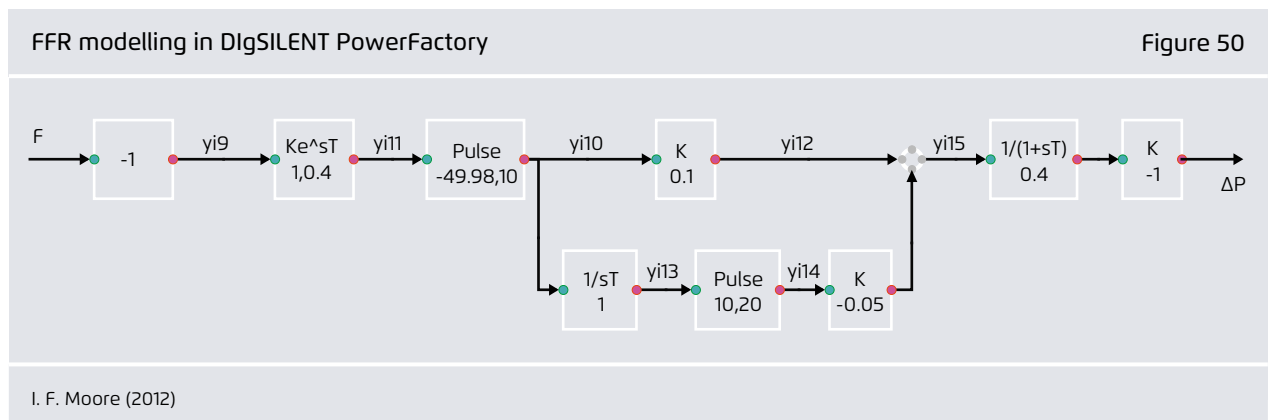 FFR modelling in DIgSILENT PowerFactory
Figure 50
F
-1
yi9
Ke^sT
1,0.4
yi11
Pulse
-49.98,10
yi10
K
0.1
yi12
yi15
1/(1+sT)
0.4
K
-1
ΔP
1/sT
1
yi13
Pulse
10,20
yi14
K
-0.05
I. F. Moore (2012)